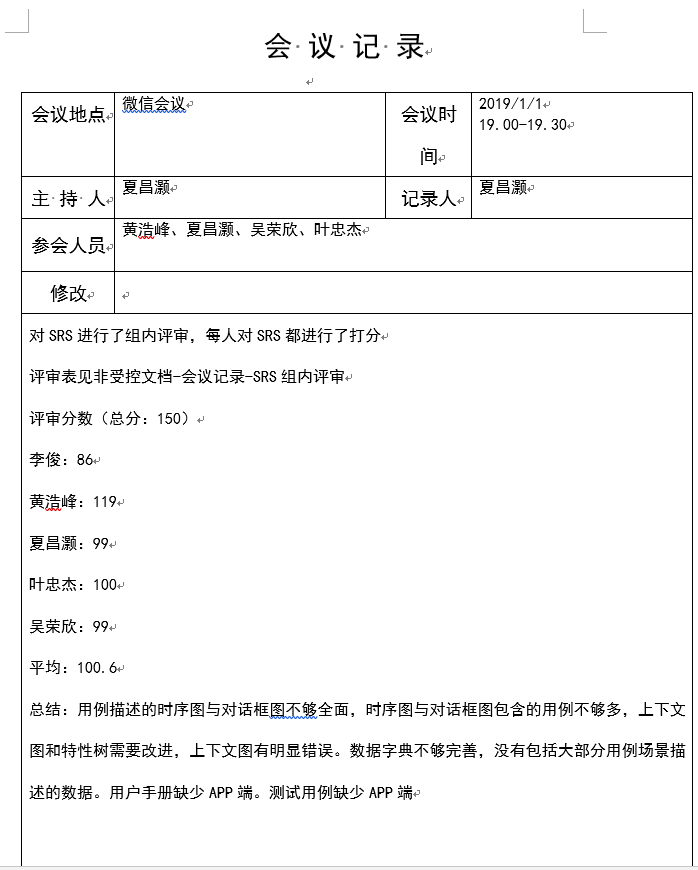 会 议 记 录
会议地点 微信会议 会议时间 2019/1/1
19.00-19.30
主 持 人 夏昌灏 记录人 夏昌灏
参会人员 黄浩峰、夏昌灏、吴荣欣、叶忠杰
修改
对 SRS 进行了组内评审，每人对 SRS 都进行了打分
评审表见非受控文档-会议记录-SRS 组内评审
评审分数（总分：150）
李俊：86
黄浩峰：119
夏昌灏：99
叶忠杰：100
吴荣欣：99
平均：100.6
总结：用例描述的时序图与对话框图不够全面，时序图与对话框图包含的用例不够多，上下文
图和特性树需要改进，上下文图有明显错误。数据字典不够完善，没有包括大部分用例场景描
述的数据。用户手册缺少 APP 端。测试用例缺少 APP 端